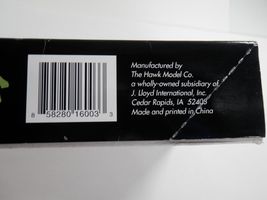 Manufactured by
The Hawk Model Co.
a wholly-owned subsidiary of
J. Lloyd International, Inc.
Cedar Rapids, IA 52403
Made and printed in China
8 58280 16003 3